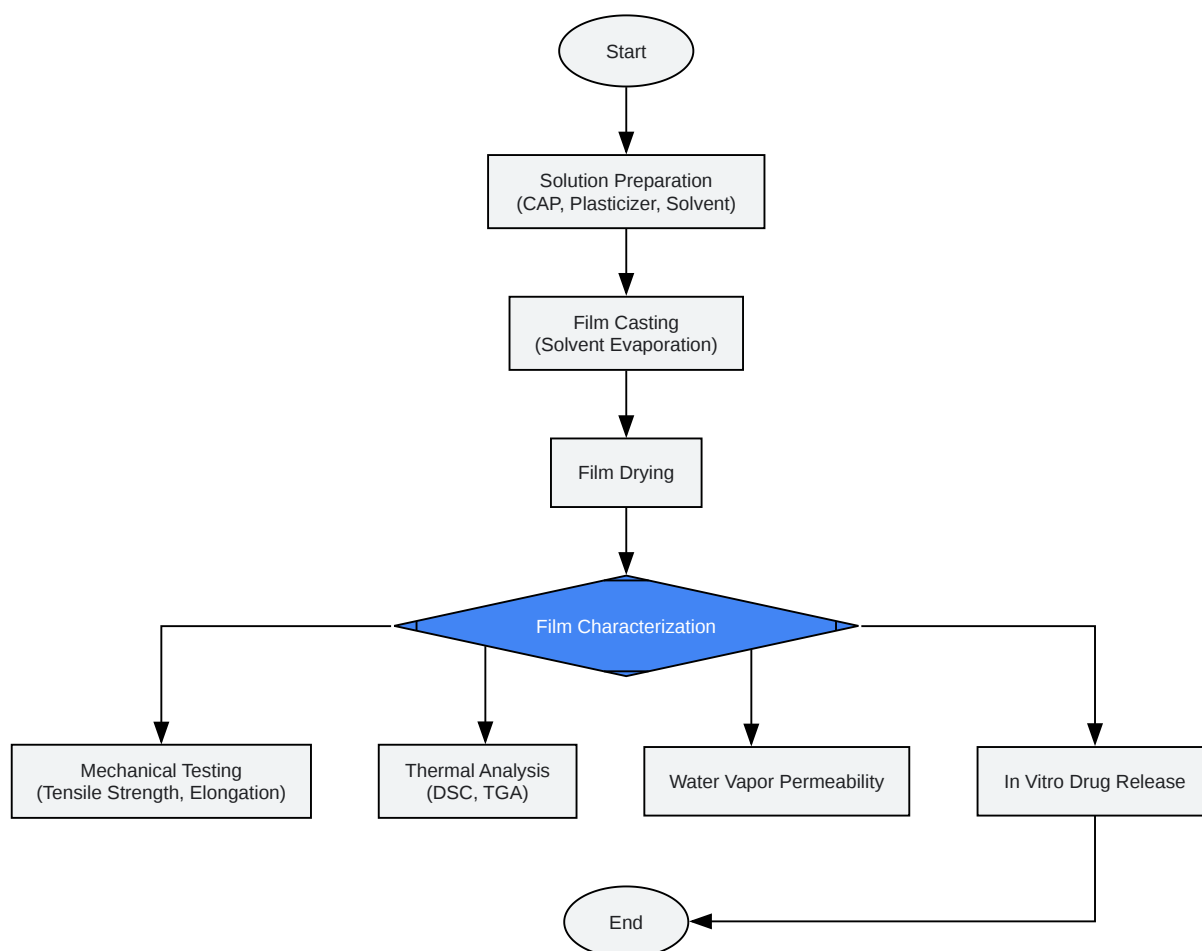 Start
Solution Preparation
(CAP, Plasticizer, Solvent)
Film Casting
(Solvent Evaporation)
Film Drying
Film Characterization
Mechanical Testing
(Tensile Strength, Elongation)
Thermal Analysis
(DSC, TGA)
Water Vapor Permeability
In Vitro Drug Release
End